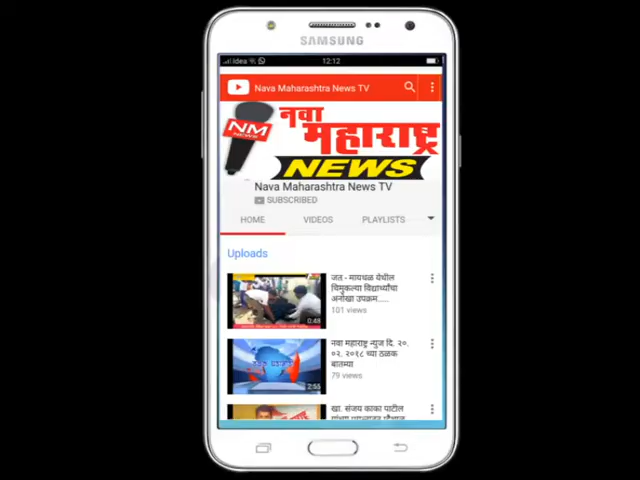 SAMSUNG
Idea
12:12
Nava Maharashtra News TV
नवा
महाराष्ट्र
NM
NEWS
NEWS
Nava Maharashtra News TV
SUBSCRIBED
HOME VIDEOS PLAYLISTS
Uploads
जत - मायथळ येथील
चिमुकल्या विद्यार्थ्यांचा
अनोखा उपक्रम.....
101 views
0:48
नवा महाराष्ट्र न्युज दि. २०.
०२. २०१८ च्या ठळक
बातम्या
79 views
2:55
खा. संजय काका पाटील